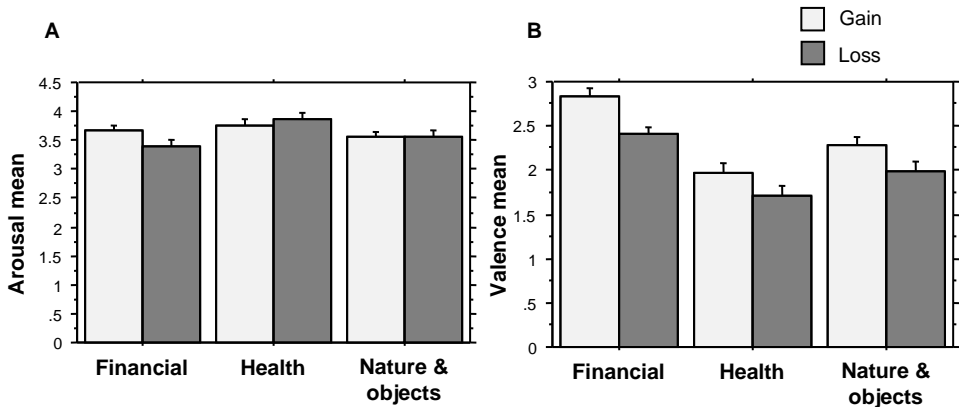 A
B
Gain
Loss
4.5
4
3.5
3
2.5
2
1.5
1
.5
0
Arousal mean
Financial
Health
Nature &
objects
3
2.5
2
1.5
1
.5
0
Valence mean
Financial
Health
Nature &
objects